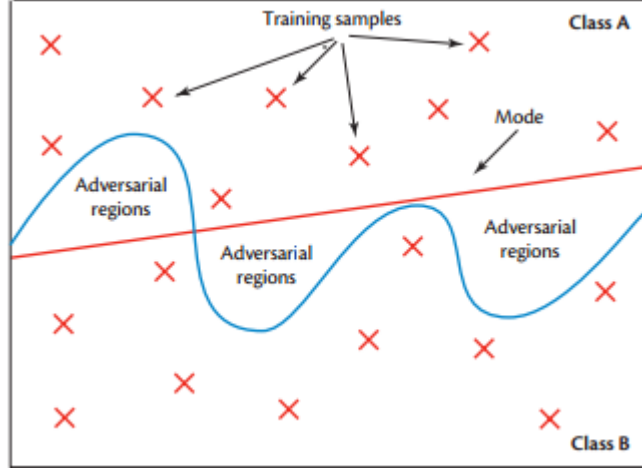 Training samples
Class A
Mode
Adversarial
regions
Adversarial
regions
Adversarial
regions
Class B